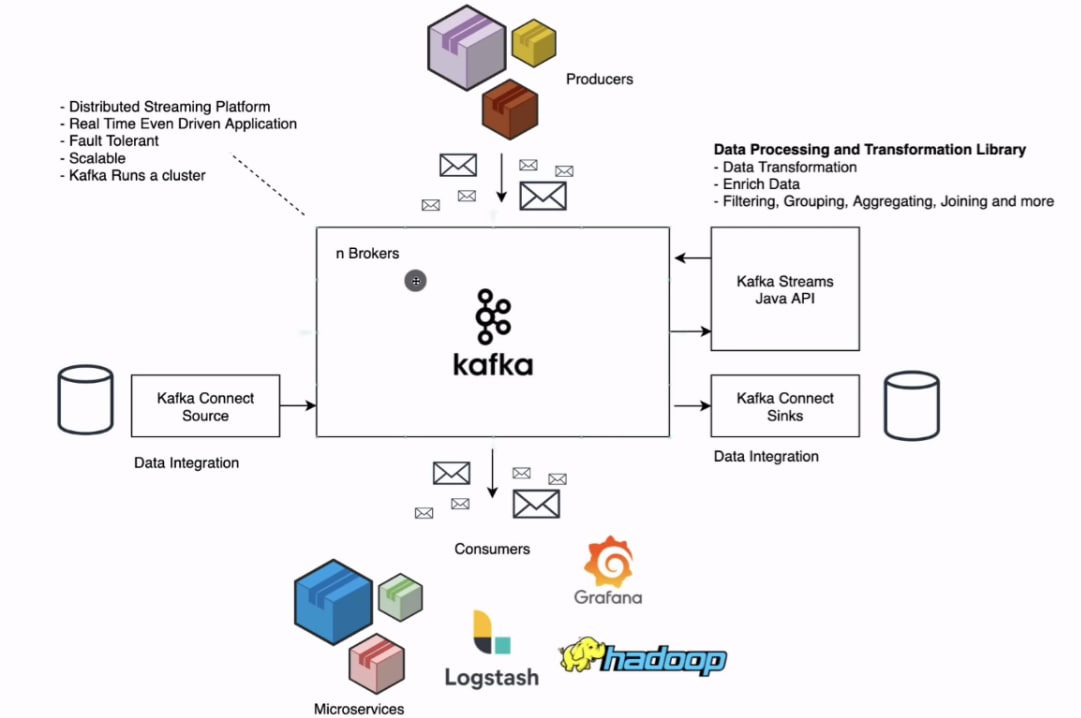 Producers
- Distributed Streaming Platform
- Real Time Even Driven Application
- Fault Tolerant
- Scalable
- Kafka Runs a cluster
Data Processing and Transformation Library
- Data Transformation
- Enrich Data
- Filtering, Grouping, Aggregating, Joining and more
n Brokers
kafka
Kafka Streams
Java API
Kafka Connect
Source
Data Integration
Kafka Connect
Sinks
Data Integration
Consumers
Grafana
Logstash
hadoop
Microservices